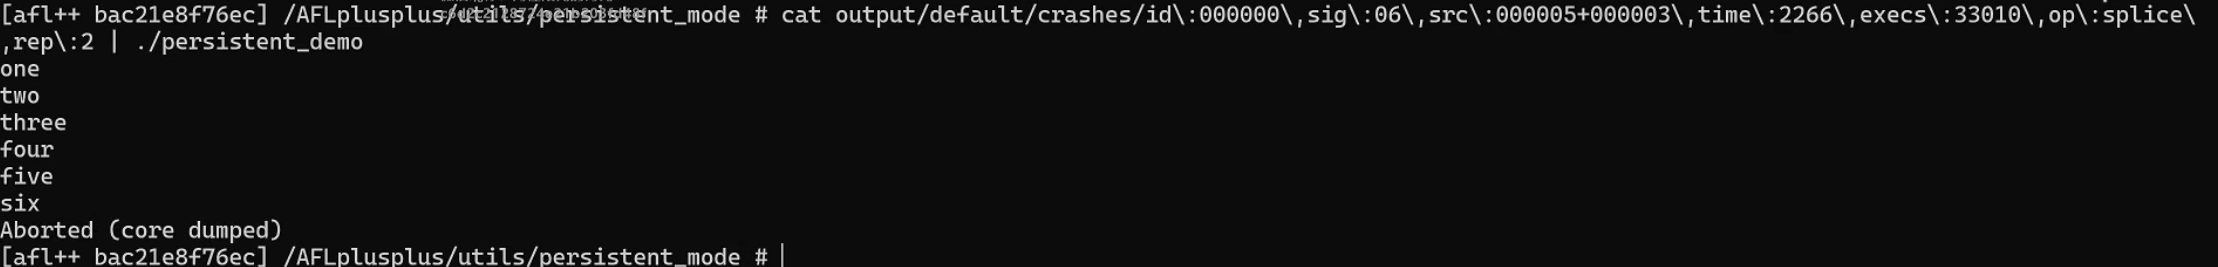 [afl++ bac21e8f76ec] /AFLplusplus/utils/persistent_mode # cat output/default/crashes/id\:000000\,sig\:06\,src\:000005+000003\,time\:2266\,execs\:33010\,op\:splice\
,rep\:2 | ./persistent_demo
one
two
three
four
five
six
Aborted (core dumped)
[afl++ bac21e8f76ec] /AFLplusplus/utils/persistent_mode #